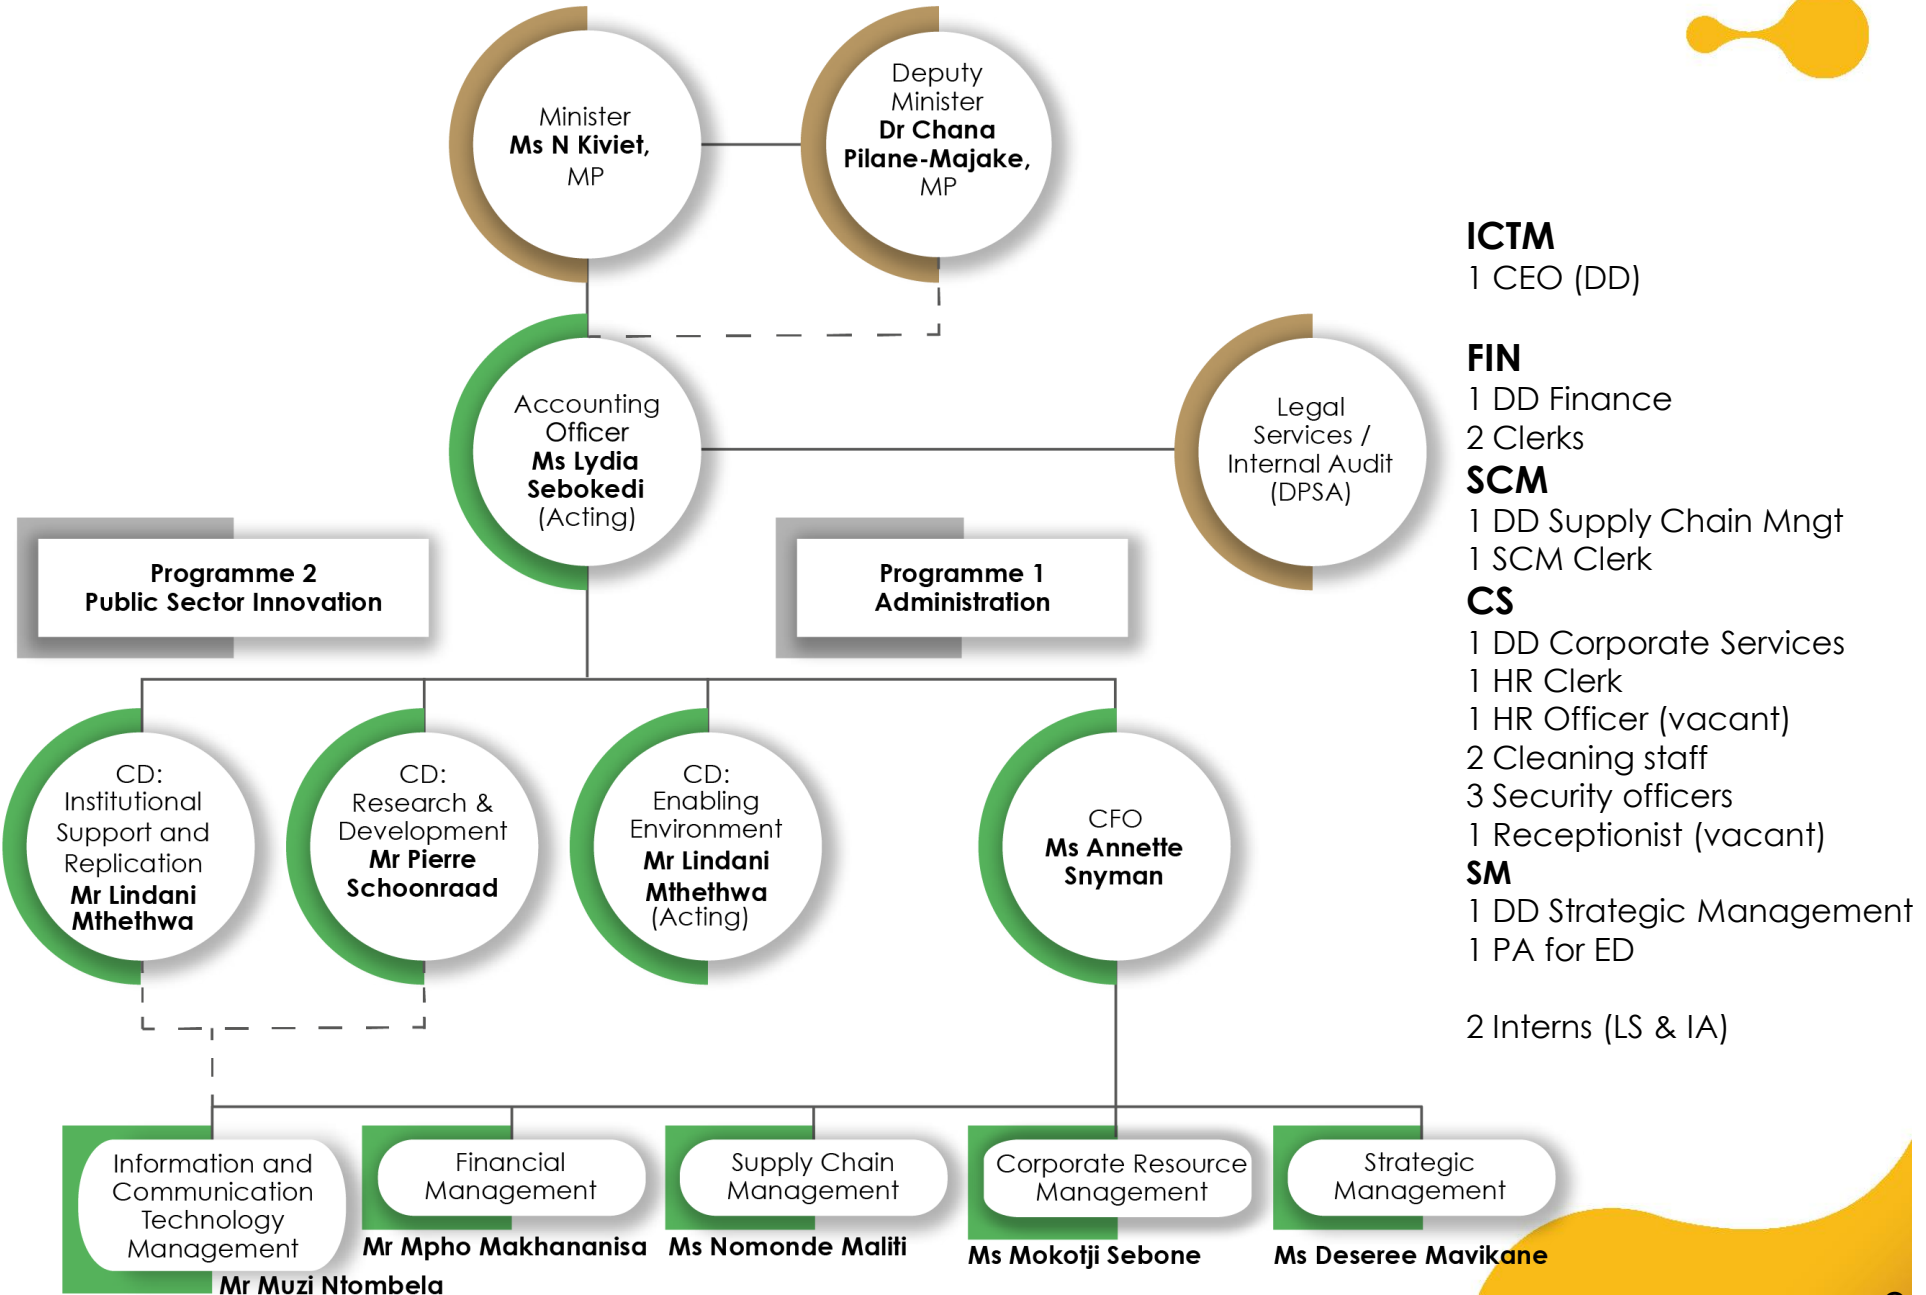 Minister
Ms N Kiviet,
MP
Deputy
Minister
Dr Chana
Pilane-Majake,
MP
Accounting
Officer
Ms Lydia
Sebokedi
(Acting)
Legal
Services /
Internal Audit
(DPSA)
Programme 2
Public Sector Innovation
Programme 1
Administration
CD:
Institutional
Support and
Replication
Mr Lindani
Mthethwa
CD:
Research &
Development
Mr Pierre
Schoonraad
CD:
Enabling
Environment
Mr Lindani
Mthethwa
(Acting)
CFO
Ms Annette
Snyman
Information and
Communication
Technology
Management
Mr Muzi Ntombela
Financial
Management
Mr Mpho Makhananisa
Supply Chain
Management
Ms Nomonde Maliti
Corporate Resource
Management
Ms Mokotji Sebone
Strategic
Management
Ms Deseree Mavikane
ICTM
1 CEO (DD)
FIN
1 DD Finance
2 Clerks
SCM
1 DD Supply Chain Mngt
1 SCM Clerk
CS
1 DD Corporate Services
1 HR Clerk
1 HR Officer (vacant)
2 Cleaning staff
3 Security officers
1 Receptionist (vacant)
SM
1 DD Strategic Management
1 PA for ED
2 Interns (LS & IA)